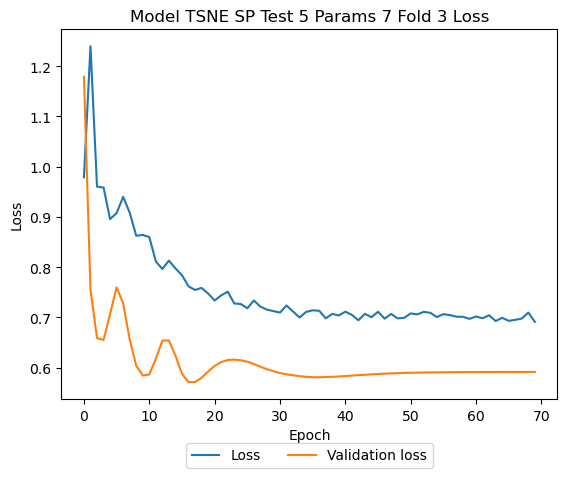 Model TSNE SP Test 5 Params 7 Fold 3 Loss
Loss
1.2
1.1
1.0
0.9
0.8
0.7
0.6
0 10 20 30 40 50 60 70
Epoch
Loss Validation loss